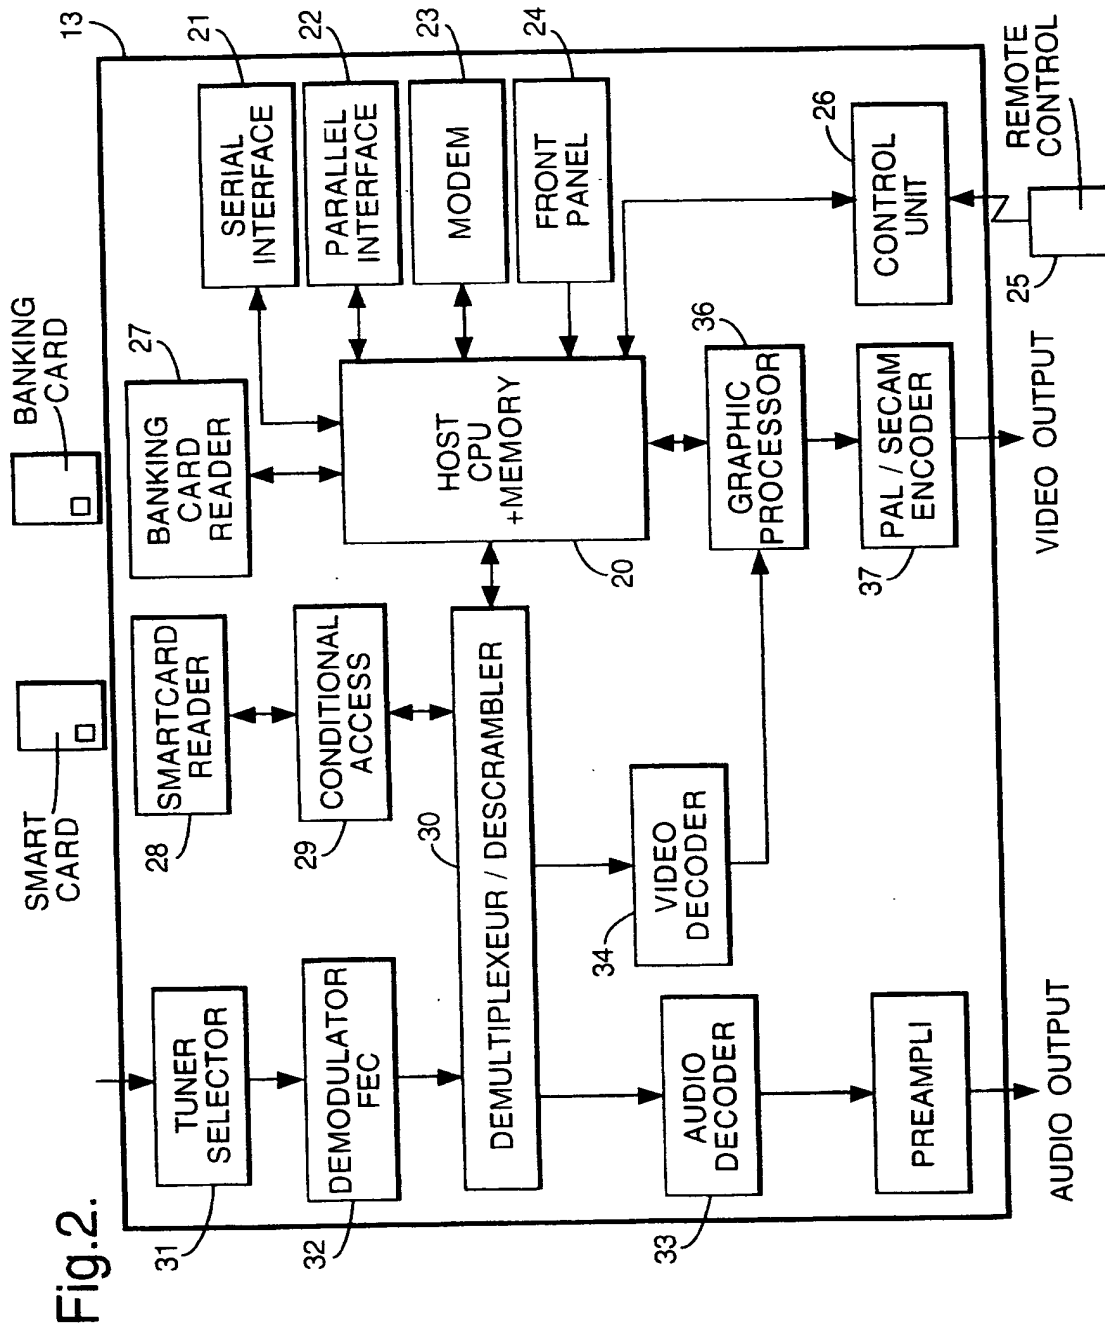 Fig.2.
SMART
CARD
BANKING
CARD
13
TUNER
SELECTOR
31
SMARTCARD
READER
28
BANKING
CARD
READER
27
SERIAL
INTERFACE
21
DEMODULATOR
FEC
32
CONDITIONAL
ACCESS
29
PARALLEL
INTERFACE
22
DEMULTIPLEXEUR / DESCRAMBLER
30
HOST
CPU
+MEMORY
20
MODEM
23
FRONT
PANEL
24
AUDIO
DECODER
33
VIDEO
DECODER
34
GRAPHIC
PROCESSOR
36
PREAMPLI
PAL / SECAM
ENCODER
37
CONTROL
UNIT
26
REMOTE
CONTROL
25
AUDIO OUTPUT
VIDEO OUTPUT